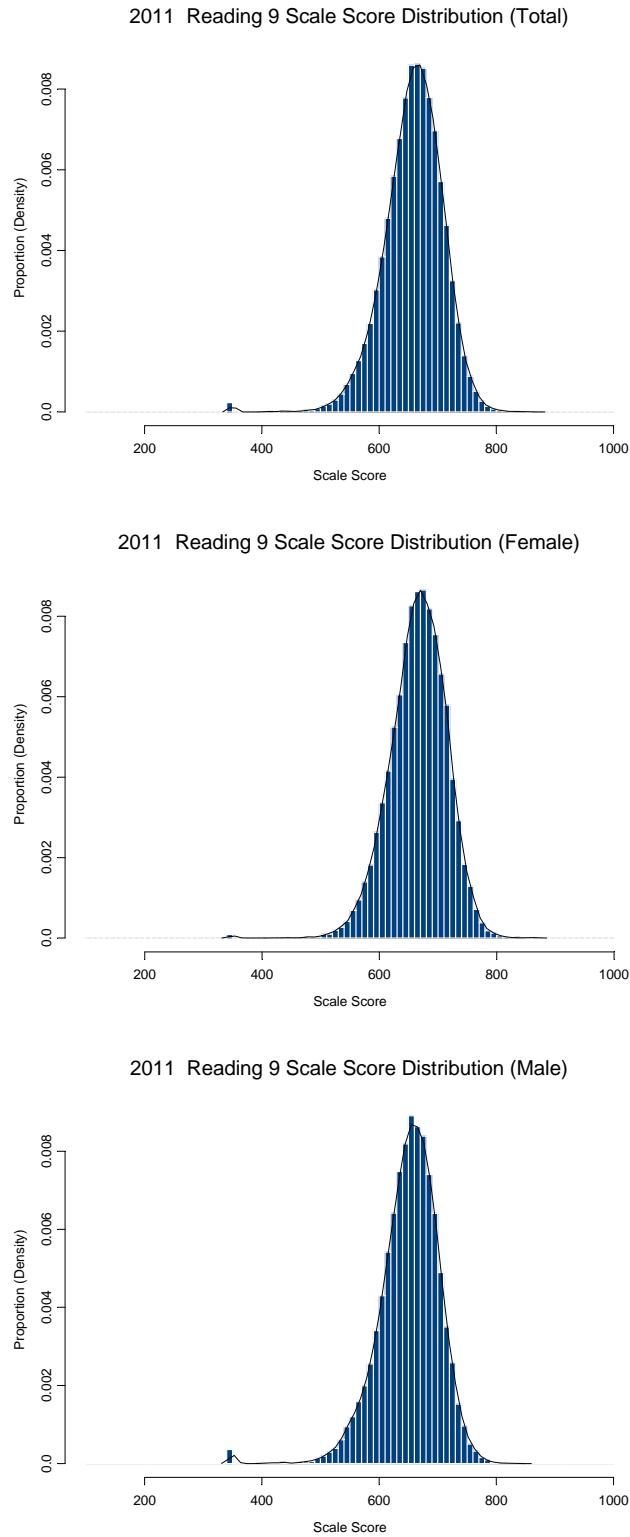 2011 Reading 9 Scale Score Distribution (Total)
Proportion (Density)
0.008
0.006
0.004
0.002
0.0
200 400 600 800 1000
Scale Score
2011 Reading 9 Scale Score Distribution (Female)
Proportion (Density)
0.008
0.006
0.004
0.002
0.0
200 400 600 800 1000
Scale Score
2011 Reading 9 Scale Score Distribution (Male)
Proportion (Density)
0.008
0.006
0.004
0.002
0.0
200 400 600 800 1000
Scale Score